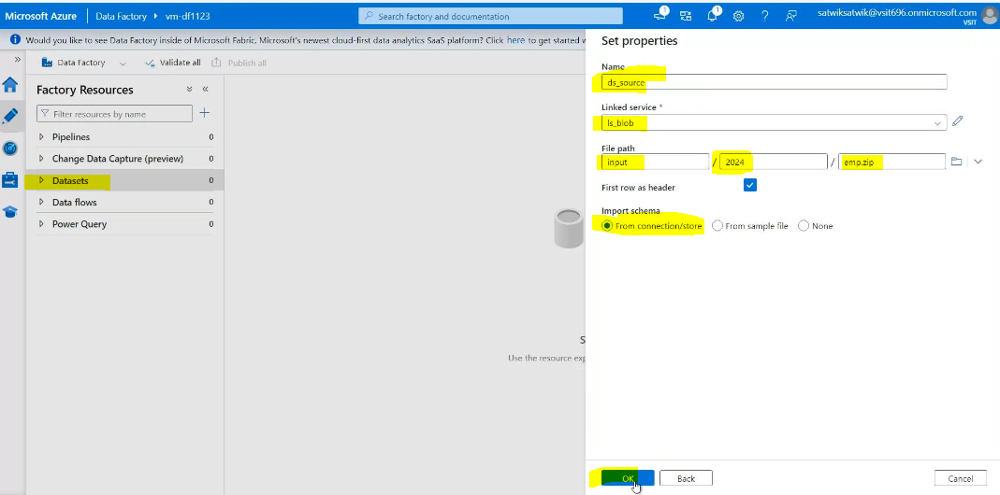 Microsoft Azure | Data Factory ▸ vm-df1123
Search factory and documentation
1
1
satwiksatwik@vsit696.onmicrosoft.com
VSIT
Would you like to see Data Factory inside of Microsoft Fabric, Microsoft's newest cloud-first data analytics SaaS platform? Click here to get started
Data Factory
Validate all
Publish all
Factory Resources
Filter resources by name
Pipelines 0
Change Data Capture (preview) 0
Datasets 0
Data flows 0
Power Query 0
S
Use the resource exp
Set properties
Name
ds_source
Linked service *
ls_blob
File path
input / 2024 / emp.zip
First row as header
Import schema
From connection/store From sample file None
OK Back Cancel